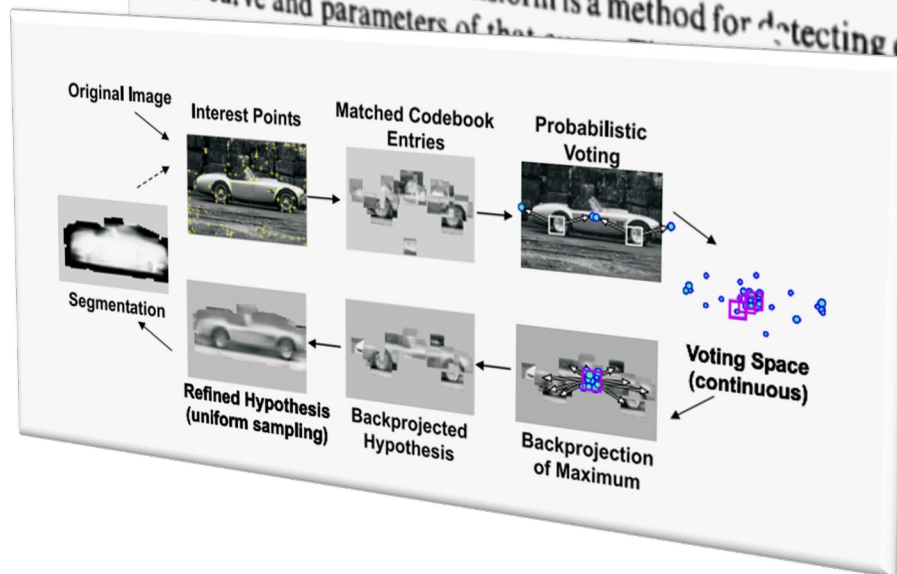 is a method for detecting
curve and parameters of that
Original Image
Interest Points
Matched Codebook
Entries
Probabilistic
Voting
Segmentation
Refined Hypothesis
(uniform sampling)
Backprojected
Hypothesis
Backprojection
of Maximum
Voting Space
(continuous)